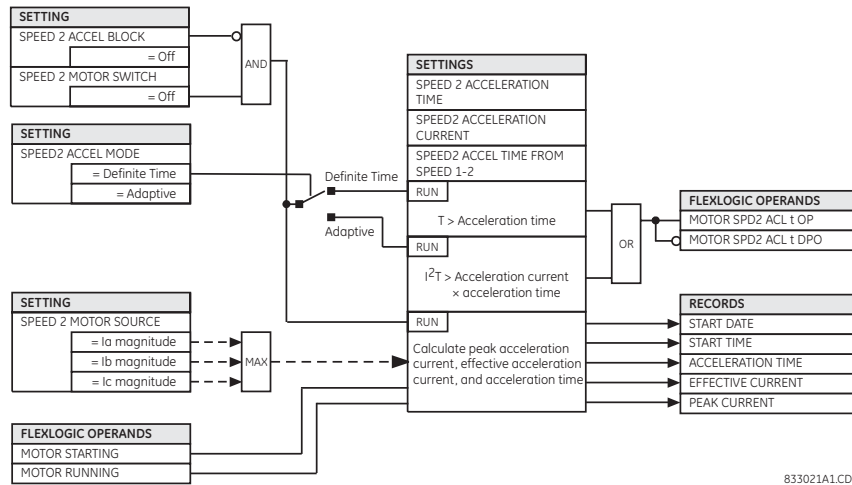 SETTING
SPEED 2 ACCEL BLOCK
= Off
SPEED 2 MOTOR SWITCH
= Off
AND
SETTING
SPEED2 ACCEL MODE
= Definite Time
= Adaptive
Definite Time
Adaptive
SETTINGS
SPEED 2 ACCELERATION
TIME
SPEED2 ACCELERATION
CURRENT
SPEED2 ACCEL TIME FROM
SPEED 1-2
RUN
T > Acceleration time
RUN
I²T > Acceleration current
× acceleration time
RUN
Calculate peak acceleration
current, effective acceleration
current, and acceleration time
OR
FLEXLOGIC OPERANDS
MOTOR SPD2 ACL t OP
MOTOR SPD2 ACL t DPO
SETTING
SPEED 2 MOTOR SOURCE
= Ia magnitude
= Ib magnitude
= Ic magnitude
MAX
RECORDS
START DATE
START TIME
ACCELERATION TIME
EFFECTIVE CURRENT
PEAK CURRENT
FLEXLOGIC OPERANDS
MOTOR STARTING
MOTOR RUNNING
833021A1.CD